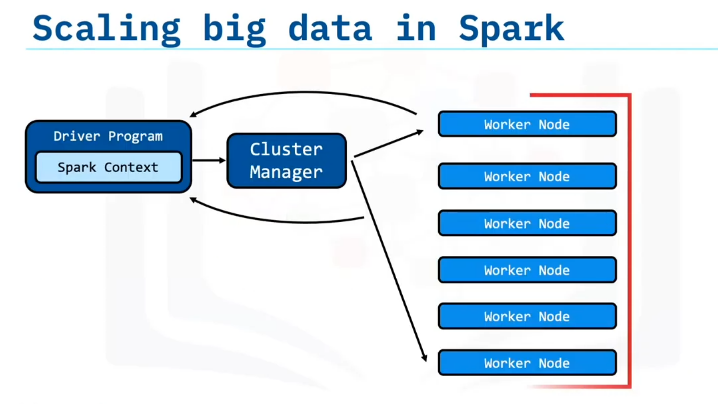 Scaling big data in Spark
Driver Program
Spark Context
Cluster
Manager
Worker Node
Worker Node
Worker Node
Worker Node
Worker Node
Worker Node